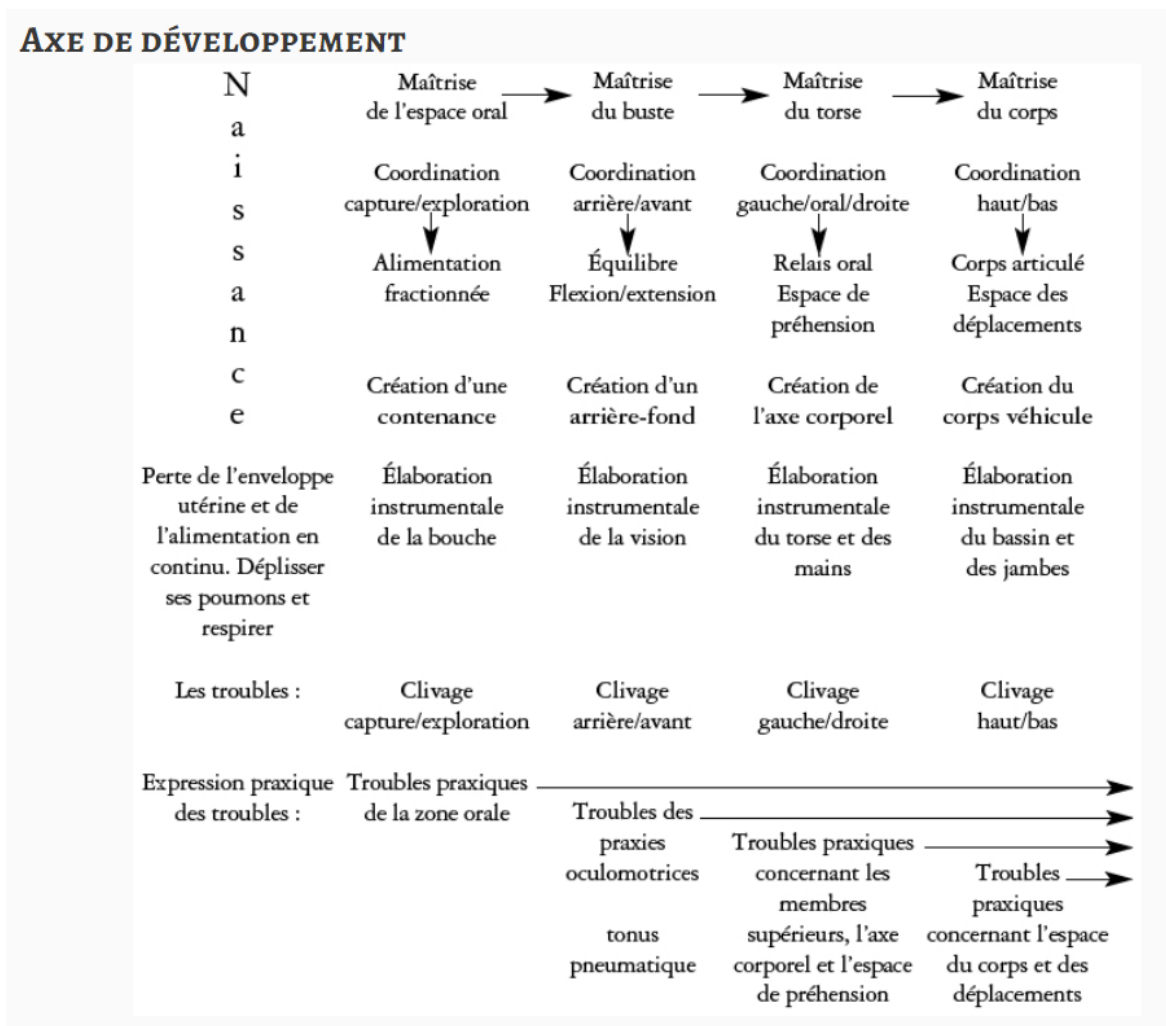 AXE DE DÉVELOPPEMENT
N
a
i
s
s
a
n
c
e
Maîtrise
de l'espace oral
Maîtrise
du buste
Maîtrise
du torse
Maîtrise
du corps
Coordination
capture/exploration
Coordination
arrière/avant
Coordination
gauche/oral/droite
Coordination
haut/bas
Alimentation
fractionnée
Équilibre
Flexion/extension
Relais oral
Espace de
préhension
Corps articulé
Espace des
déplacements
Création d'une
contenance
Création d'un
arrière-fond
Création de
l'axe corporel
Création du
corps véhicule
Perte de l'enveloppe
utérine et de
l'alimentation en
continu. Déplisser
ses poumons et
respirer
Élaboration
instrumentale
de la bouche
Élaboration
instrumentale
de la vision
Élaboration
instrumentale
du torse et des
mains
Élaboration
instrumentale
du bassin et
des jambes
Les troubles :
Clivage
capture/exploration
Clivage
arrière/avant
Clivage
gauche/droite
Clivage
haut/bas
Expression praxique
des troubles :
Troubles praxiques
de la zone orale
Troubles des
praxies
oculomotrices
tonus
pneumatique
Troubles praxiques
concernant les
membres
supérieurs, l'axe
corporel et l'espace
de préhension
Troubles
praxiques
concernant l'espace
du corps et des
déplacements